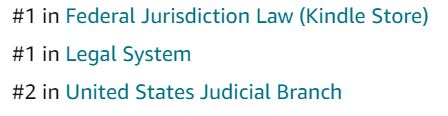 #1 in Federal Jurisdiction Law (Kindle Store)
#1 in Legal System
#2 in United States Judicial Branch